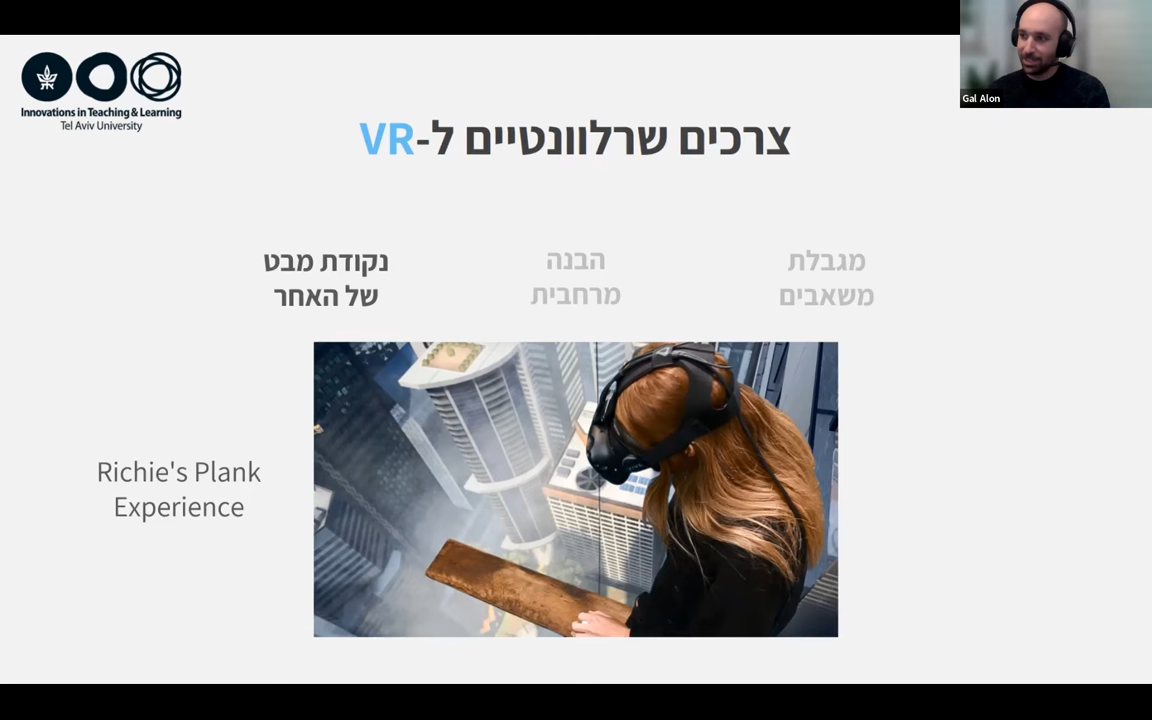 Innovations in Teaching & Learning
Tel Aviv University
Gal Alon
צרכים שרלוונטיים ל-VR
מגבלת
משאבים
הבנה
מרחבית
נקודת מבט
של האחר
Richie's Plank
Experience